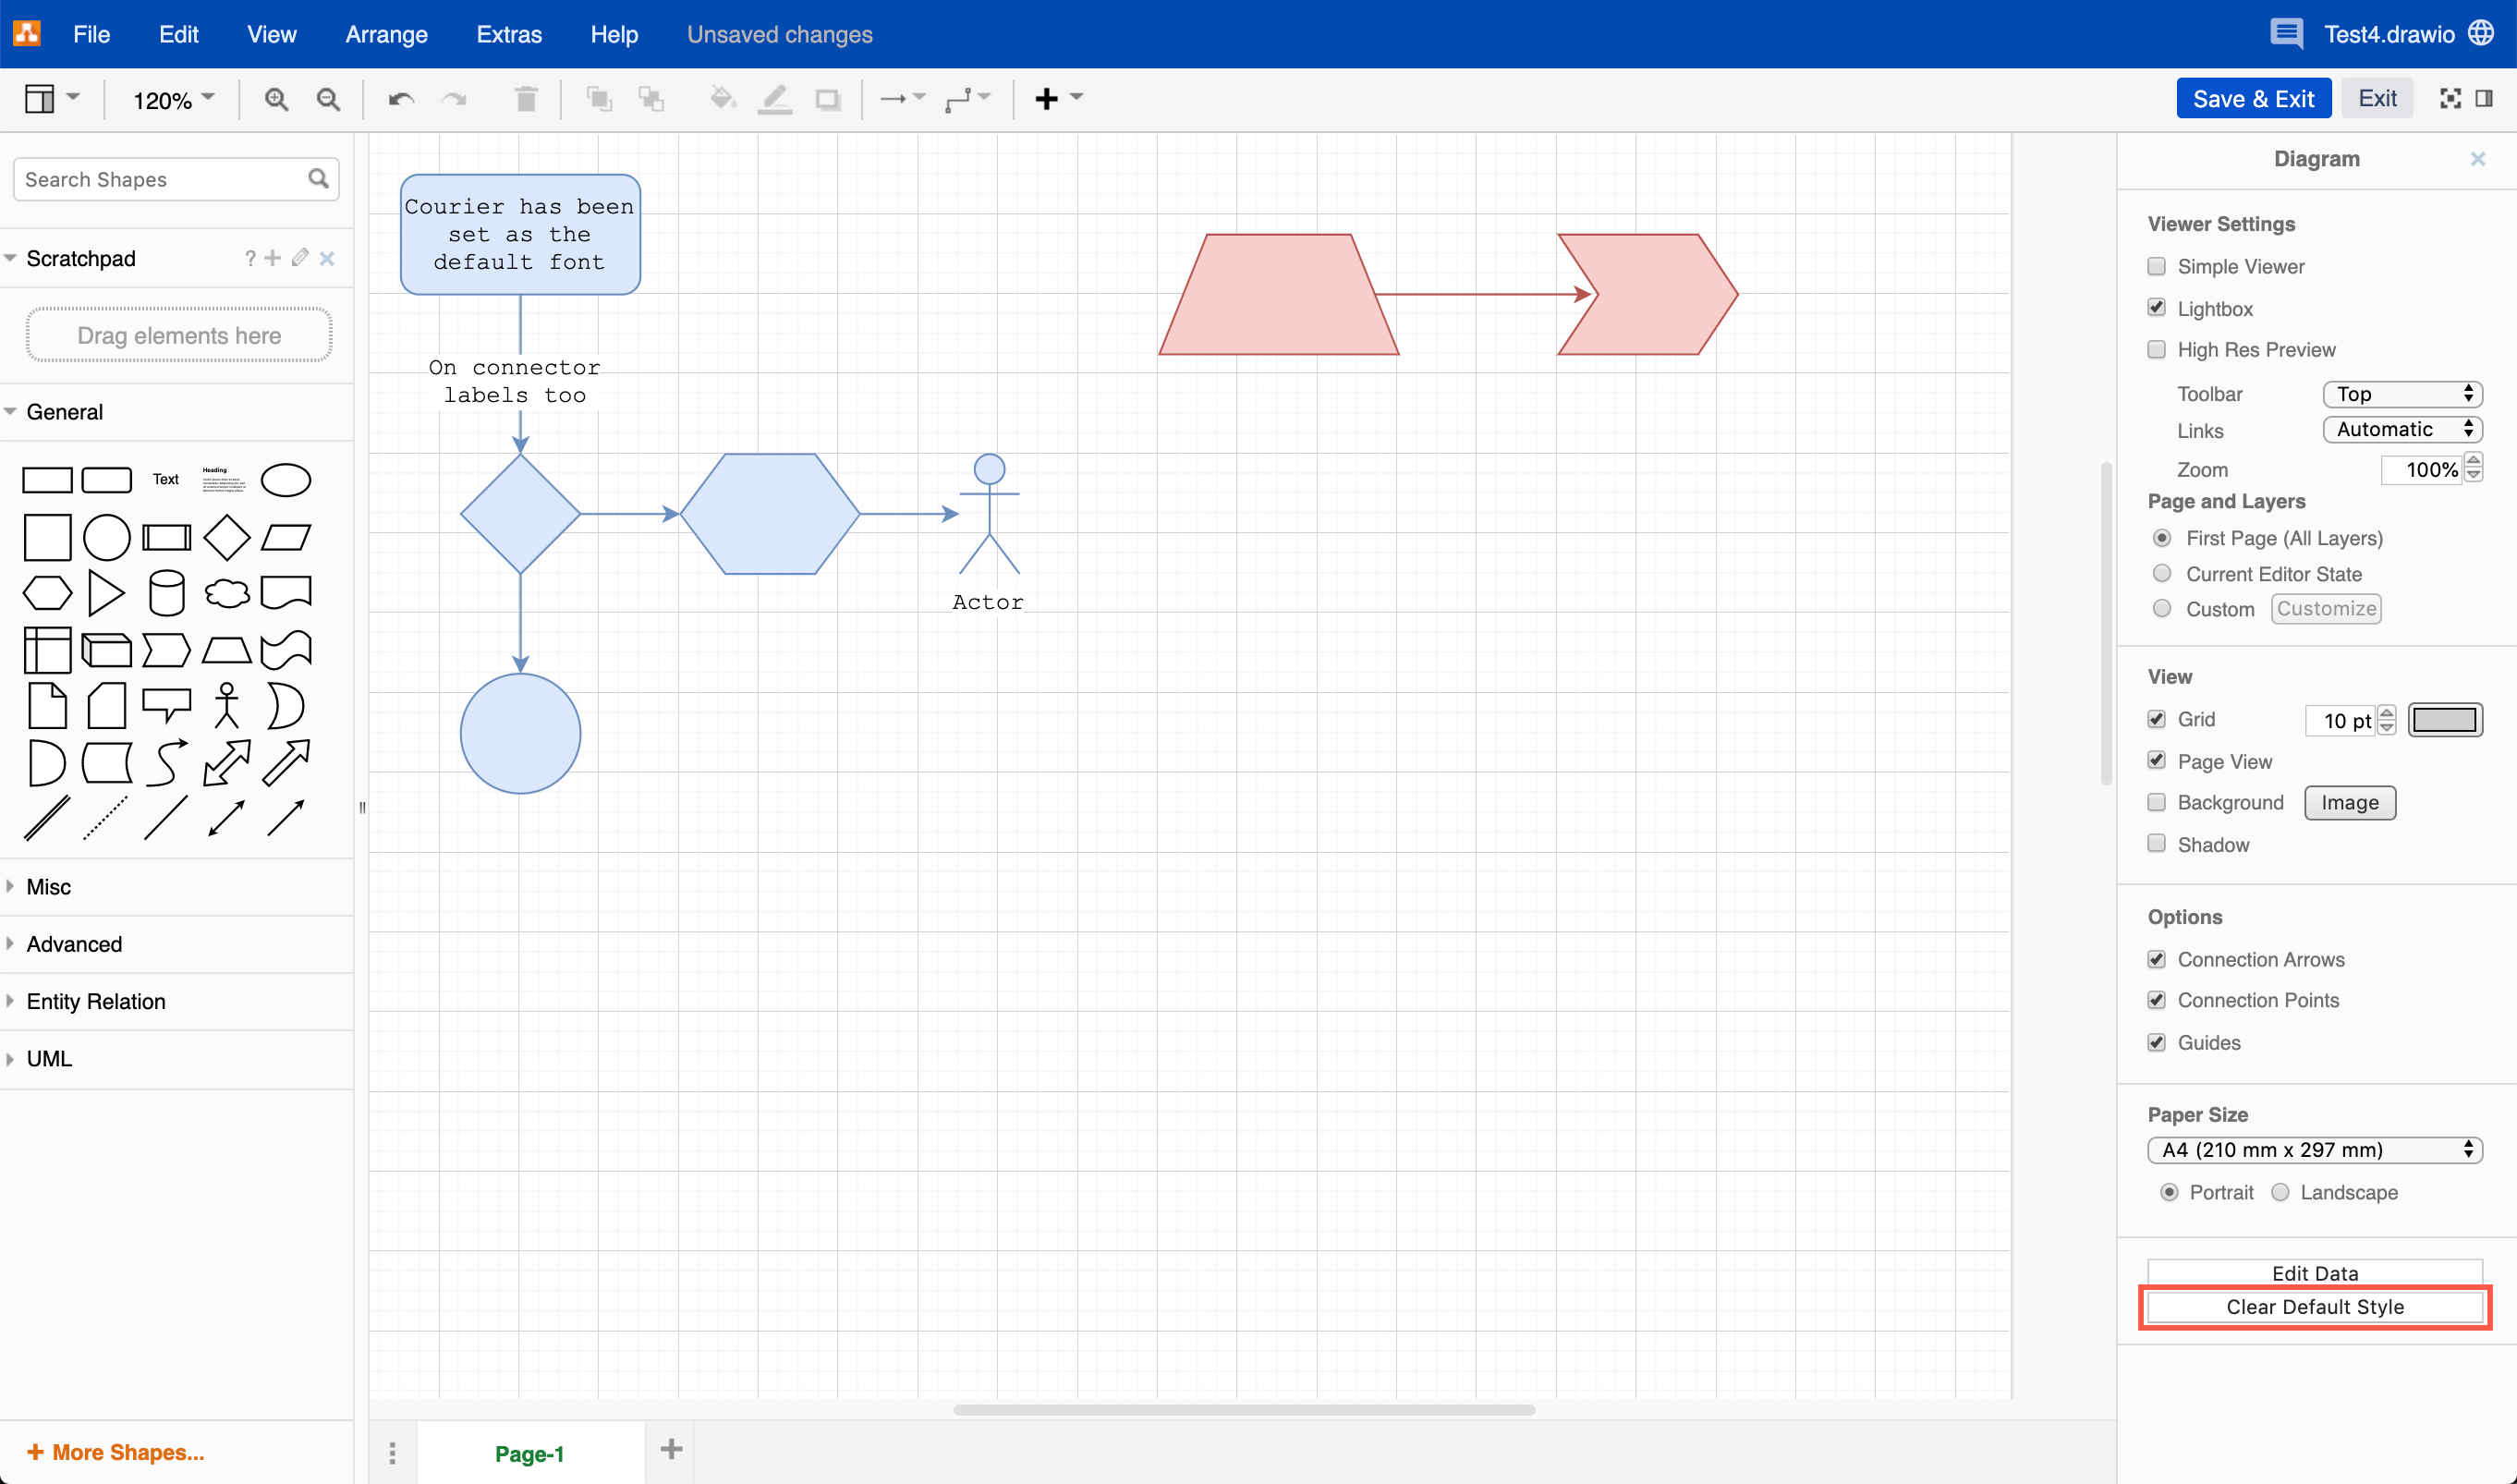 File Edit View Arrange Extras Help Unsaved changes Test4.drawio
120% Save & Exit Exit
Search Shapes
Scratchpad ?
Drag elements here
General
Text
Heading
Misc
Advanced
Entity Relation
UML
+ More Shapes...
Courier has been
set as the
default font
On connector
labels too
Actor
Page-1
Diagram
Viewer Settings
Simple Viewer
Lightbox
High Res Preview
Toolbar Top
Links Automatic
Zoom 100%
Page and Layers
First Page (All Layers)
Current Editor State
Custom Customize
View
Grid 10 pt
Page View
Background Image
Shadow
Options
Connection Arrows
Connection Points
Guides
Paper Size
A4 (210 mm x 297 mm)
Portrait Landscape
Edit Data
Clear Default Style